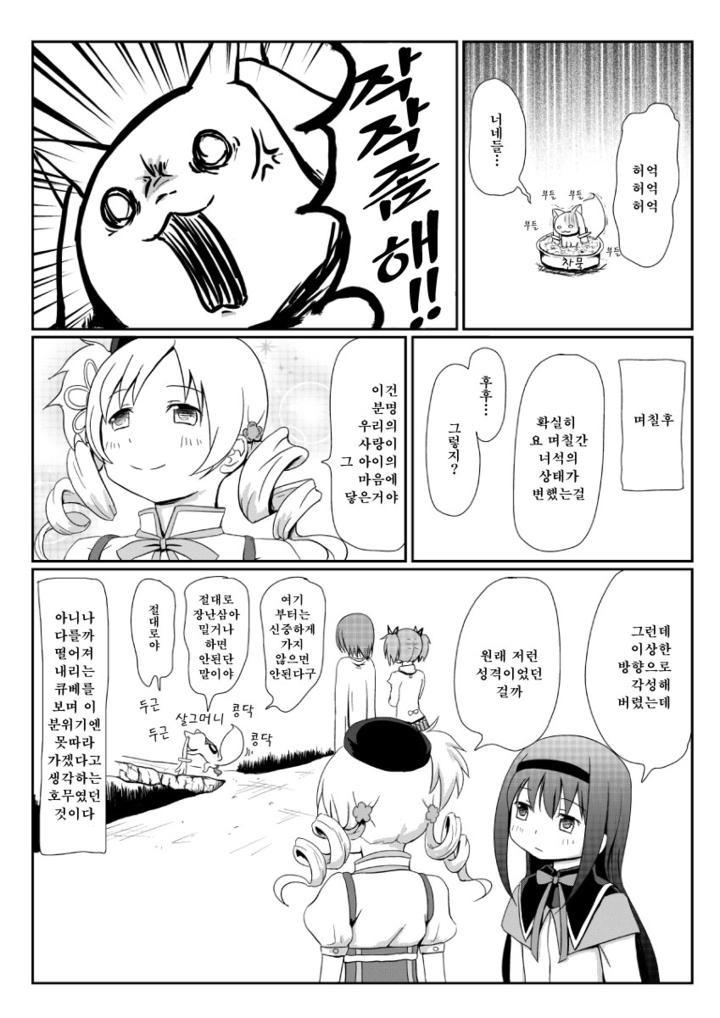 허억
허억
허억
너네들…
부들
부들
부들
부들
찬물
작작좀
해!!
며칠후
확실히
요 며칠간
너석의
상태가
변했는걸
후후…
그렇지?
이건
분명
우리의
사랑이
그 아이의
마음에
닿은거야
그런데
이상한
방향으로
각성해
버렸는데
원래 저런
성격이었던
걸까
여기
부터는
신중하게
가지
않으면
안된다구
절대로
장난삼아
밀거나
하면
안된단
말이야
절대로야
두근
두근
살그머니
콩닥
콩닥
아니나
다를까
떨어져
내리는
큐베를
보며 이
분위기엔
못따라
가겠다고
생각하는
호무였던
것이다